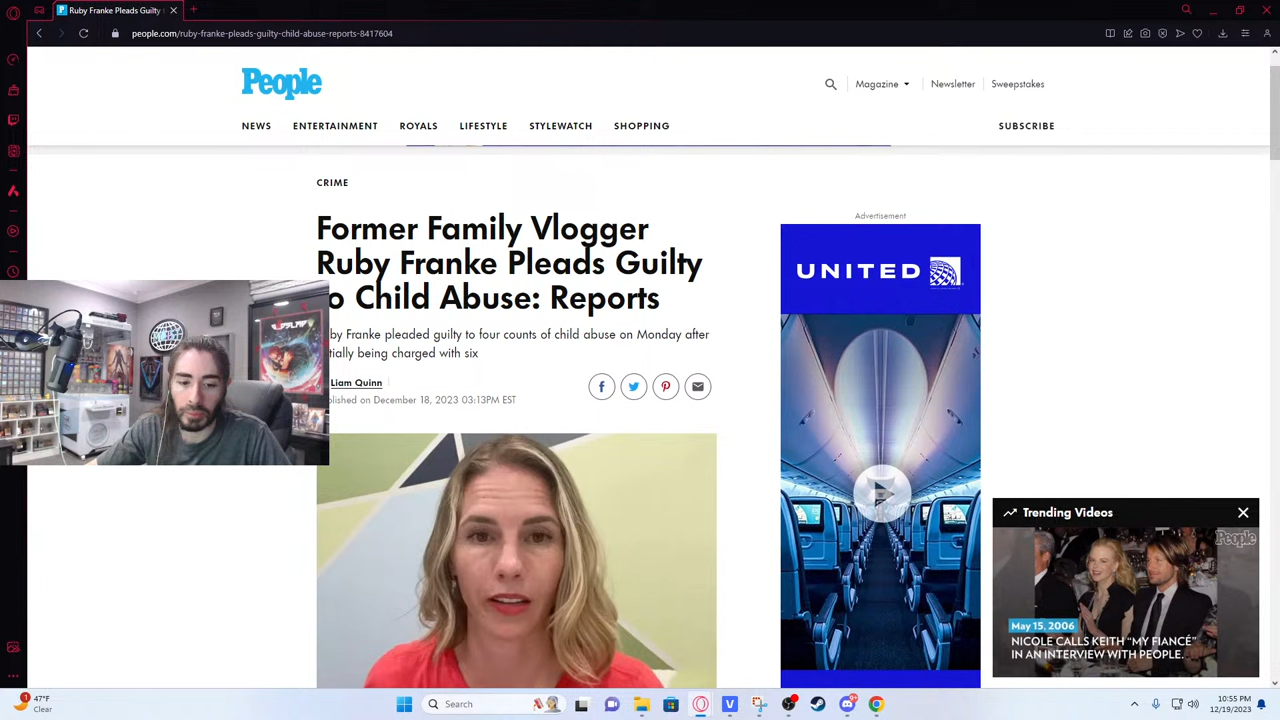 Ruby Franke Pleads Guilty
people.com/ruby-franke-pleads-guilty-child-abuse-reports-8417604
People
Magazine
Newsletter
Sweepstakes
NEWS
ENTERTAINMENT
ROYALS
LIFESTYLE
STYLEWATCH
SHOPPING
SUBSCRIBE
CRIME
Former Family Vlogger
Ruby Franke Pleads Guilty
o Child Abuse: Reports
by Franke pleaded guilty to four counts of child abuse on Monday after
tially being charged with six
Liam Quinn
blished on December 18, 2023 03:13PM EST
Advertisement
UNITED
Trending Videos
People
May 15, 2006
NICOLE CALLS KEITH “MY FIANCÉ”
IN AN INTERVIEW WITH PEOPLE.
1
47°F
Clear
Search
9+
10:55 PM
12/19/2023